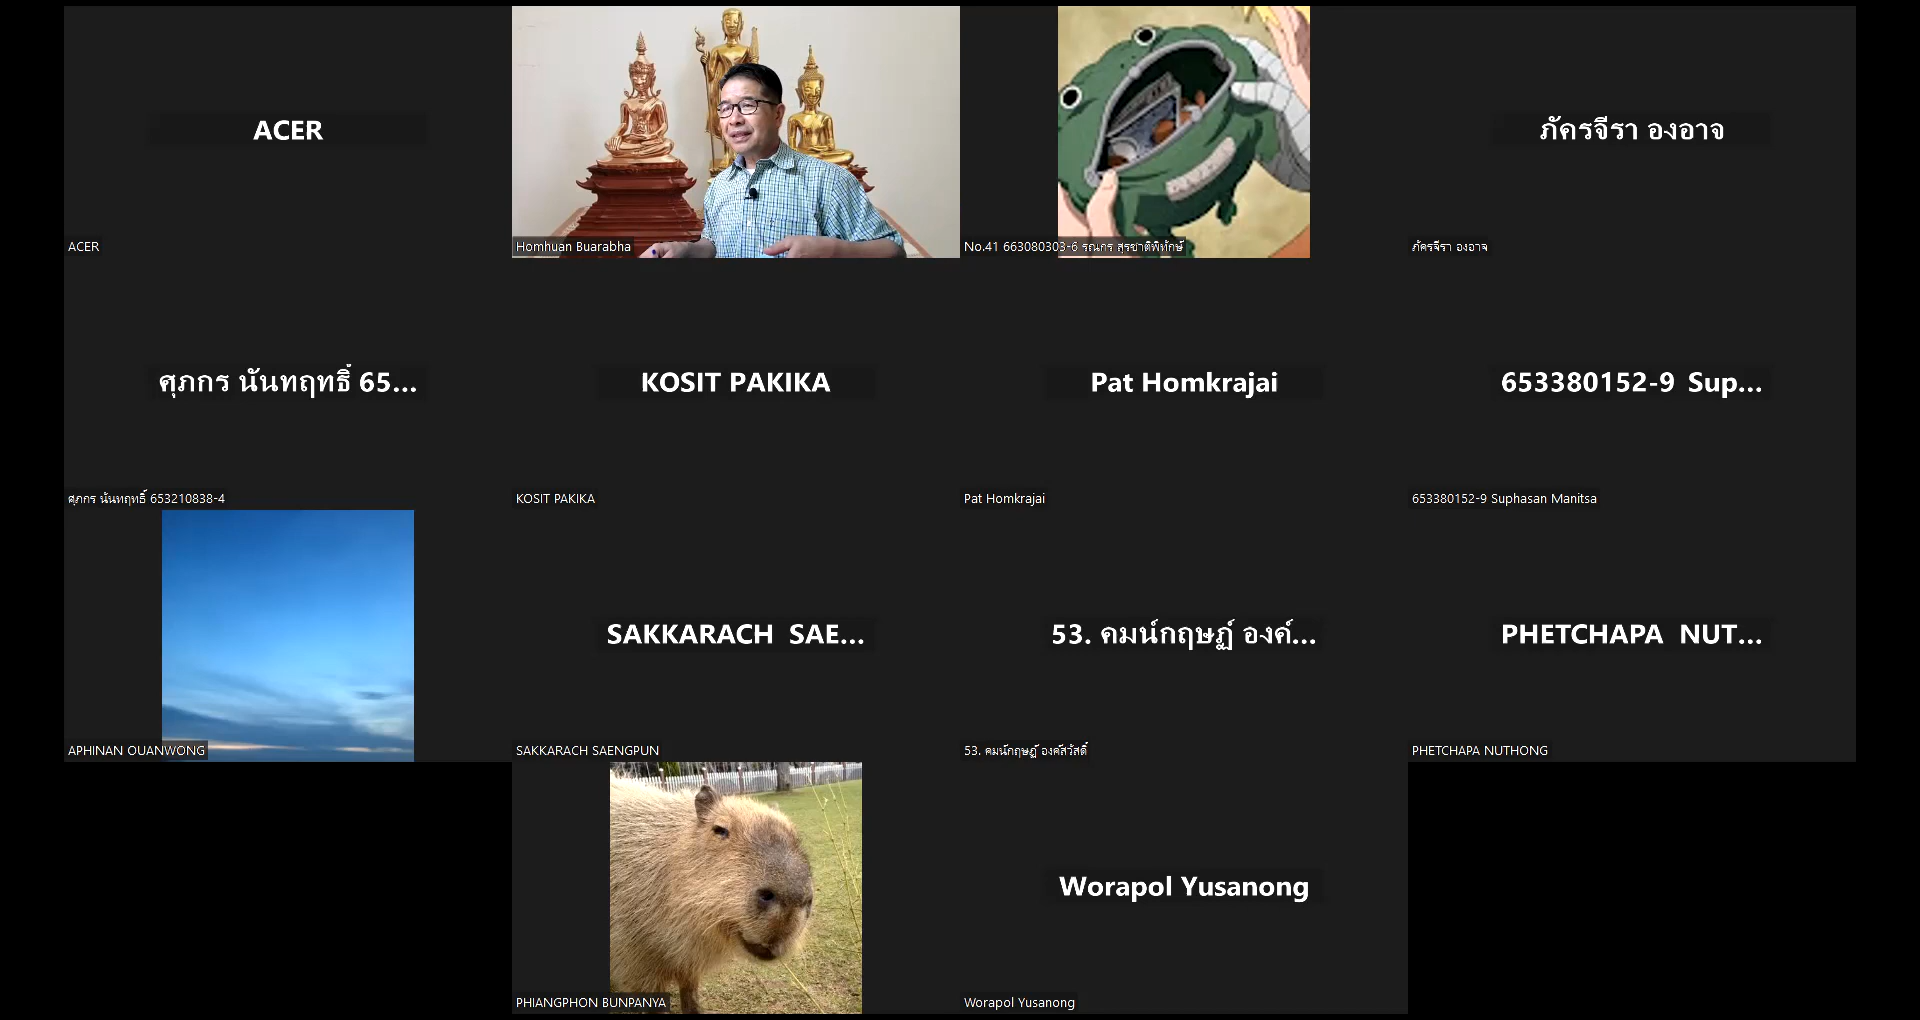 ACER
ACER
Homhuan Buarabha
No.41 663080303-6 รณกร สุรชาติพิทักษ์
ภัครจีรา องอาจ
ภัครจีรา องอาจ
ศุภกร นันทฤทธิ์ 65...
ศุภกร นันทฤทธิ์ 653210838-4
KOSIT PAKIKA
KOSIT PAKIKA
Pat Homkrajai
Pat Homkrajai
653380152-9 Sup...
653380152-9 Suphasan Manitsa
APHINAN OUANWONG
SAKKARACH SAE...
SAKKARACH SAENGPUN
53. คมน์กฤษฏ์ องค์...
53. คมน์กฤษฏ์ องค์สวัสดิ์
PHETCHAPA NUT...
PHETCHAPA NUTHONG
PHIANGPHON BUNPANYA
Worapol Yusanong
Worapol Yusanong